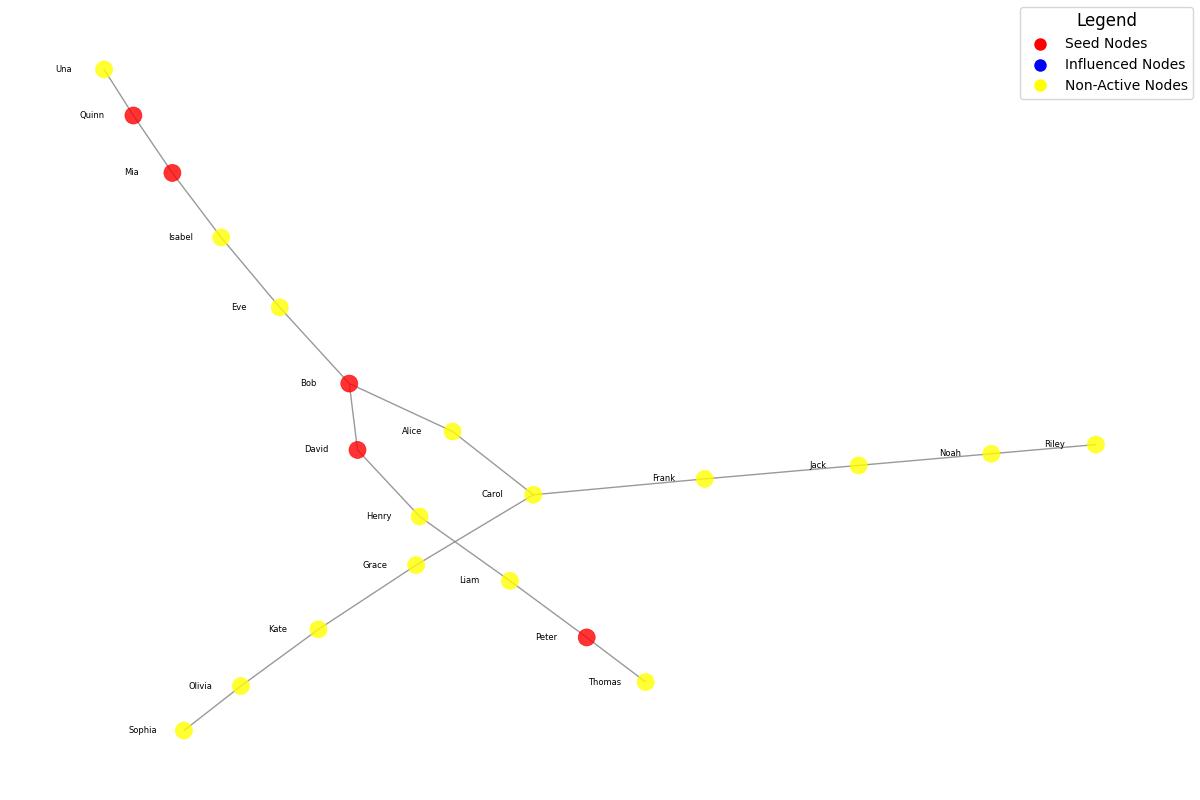 Legend
Seed Nodes
Influenced Nodes
Non-Active Nodes
Una
Quinn
Mia
Isabel
Eve
Bob
Alice
David
Riley
Noah
Jack
Frank
Carol
Henry
Grace
Liam
Kate
Peter
Thomas
Olivia
Sophia